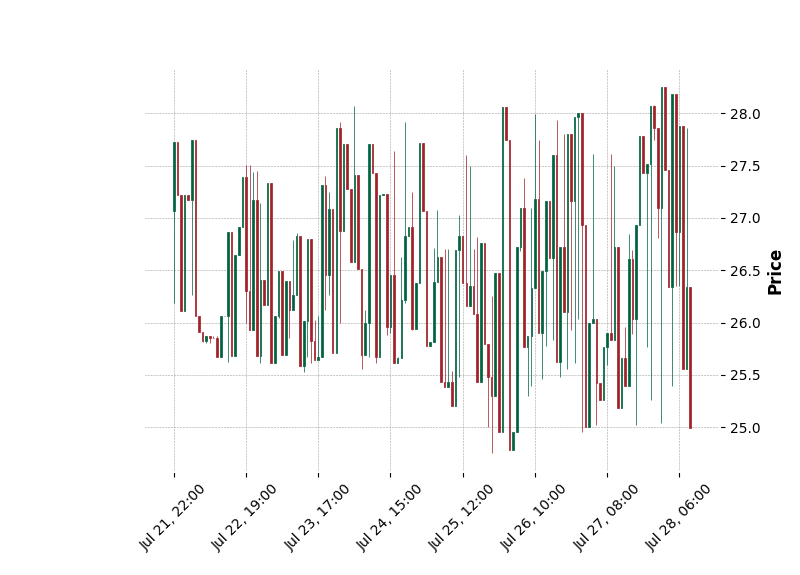 28.0
27.5
27.0
26.5
26.0
25.5
25.0
Price
Jul 21, 22:00
Jul 22, 19:00
Jul 23, 17:00
Jul 24, 15:00
Jul 25, 12:00
Jul 26, 10:00
Jul 27, 08:00
Jul 28, 06:00